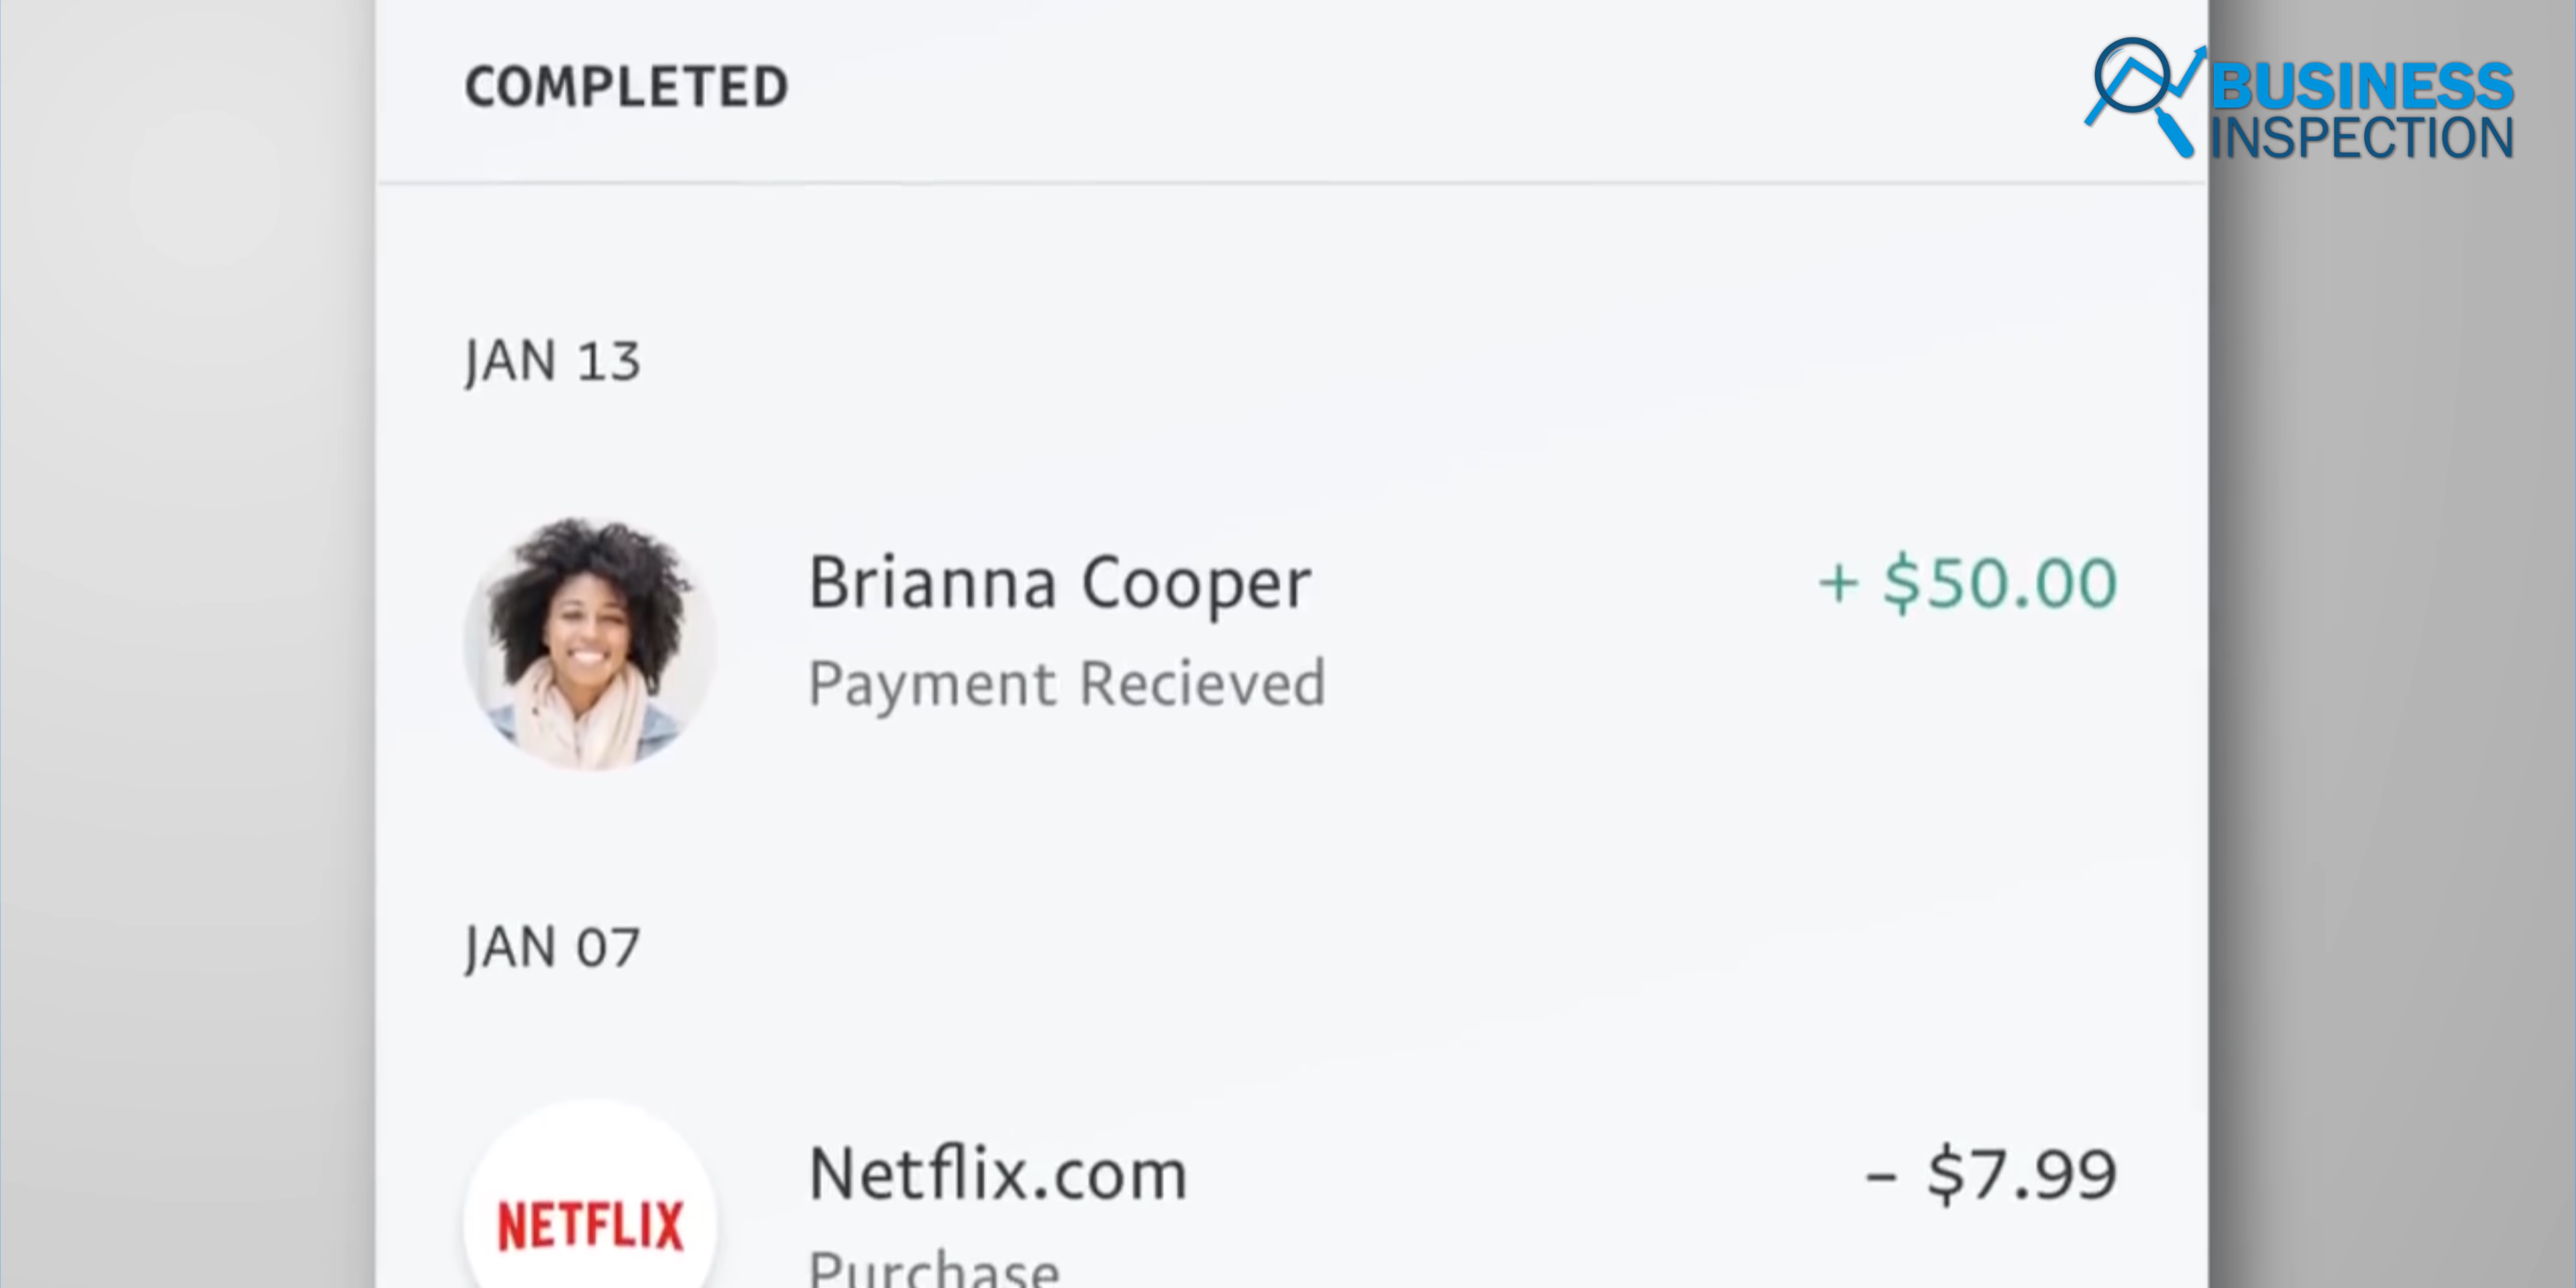 BUSINESS
INSPECTION
COMPLETED
JAN 13
Brianna Cooper
+ $50.00
Payment Recieved
JAN 07
NETFLIX
Netflix.com
– $7.99
Purchase